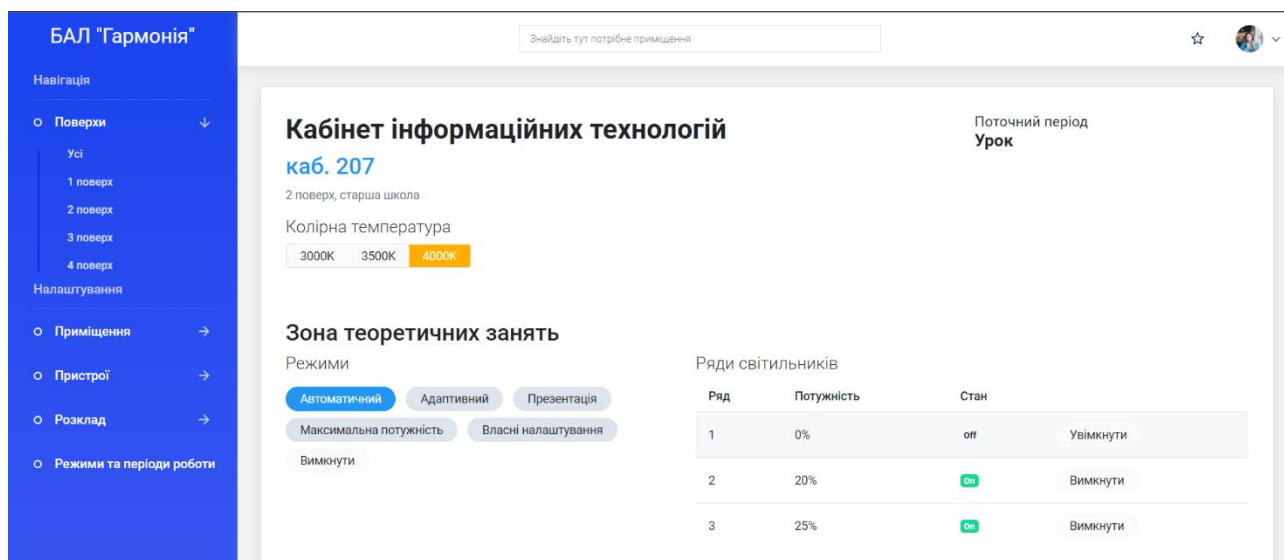 БАЛ "Гармонія"
Знайдіть тут потрібне приміщення
Навігація
Поверхи
Усі
1 поверх
2 поверх
3 поверх
4 поверх
Налаштування
Приміщення
Пристрої
Розклад
Режими та періоди роботи
Кабінет інформаційних технологій
каб. 207
2 поверх, старша школа
Поточний період
Урок
Колірна температура
3000K 3500K 4000K
Зона теоретичних занять
Режими
Автоматичний Адаптивний Презентація
Максимальна потужність Власні налаштування
Вимкнути
Ряди світильників
Ряд Потужність Стан
1 0% off Увімкнути
2 20% On Вимкнути
3 25% On Вимкнути